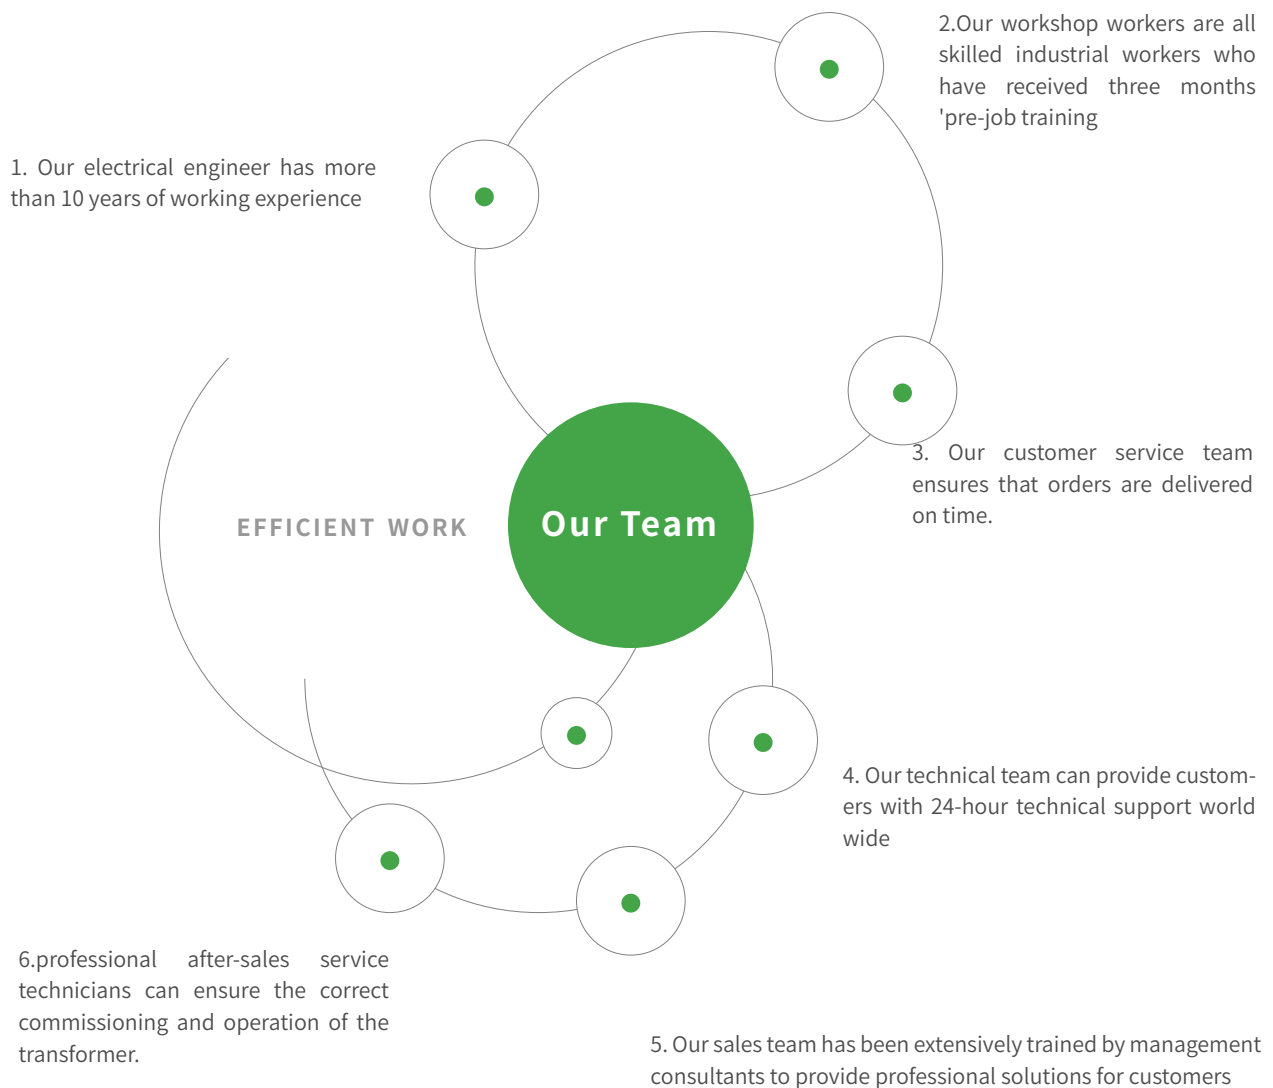 1. Our electrical engineer has more
than 10 years of working experience
2.Our workshop workers are all
skilled industrial workers who
have received three months
'pre-job training
3. Our customer service team
ensures that orders are delivered
on time.
EFFICIENT WORK
Our Team
4. Our technical team can provide custom-
ers with 24-hour technical support world
wide
6.professional after-sales service
technicians can ensure the correct
commissioning and operation of the
transformer.
5. Our sales team has been extensively trained by management
consultants to provide professional solutions for customers